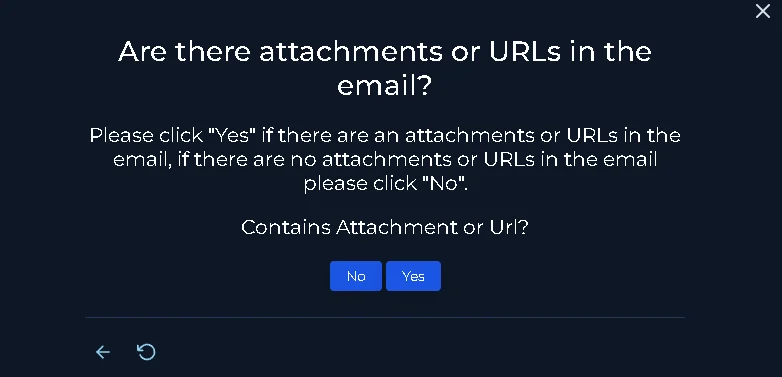 Are there attachments or URLs in the
email?
Please click "Yes" if there are an attachments or URLs in the
email, if there are no attachments or URLs in the email
please click "No".
Contains Attachment or Url?
No Yes